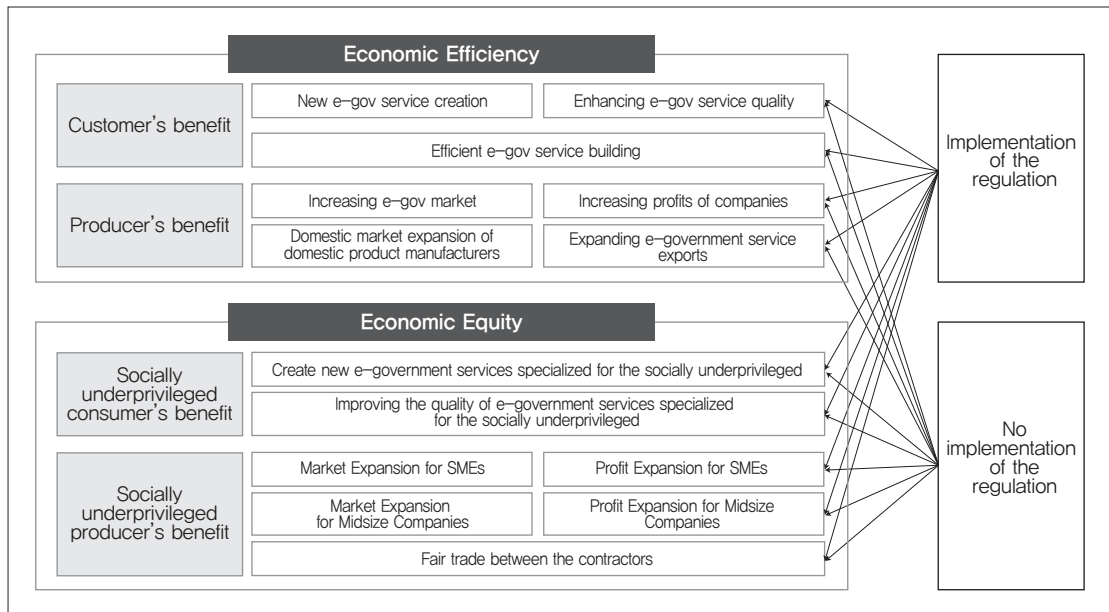 Economic Efficiency
Customer's benefit
New e-gov service creation
Enhancing e-gov service quality
Efficient e-gov service building
Producer's benefit
Increasing e-gov market
Increasing profits of companies
Domestic market expansion of
domestic product manufacturers
Expanding e-government service
exports
Implementation
of the
regulation
Economic Equity
Socially
underprivileged
consumer's benefit
Create new e-government services specialized for the socially underprivileged
Improving the quality of e-government services specialized
for the socially underprivileged
Socially
underprivileged
producer's benefit
Market Expansion for SMEs
Profit Expansion for SMEs
Market Expansion
for Midsize Companies
Profit Expansion for Midsize
Companies
Fair trade between the contractors
No
implementation
of the
regulation